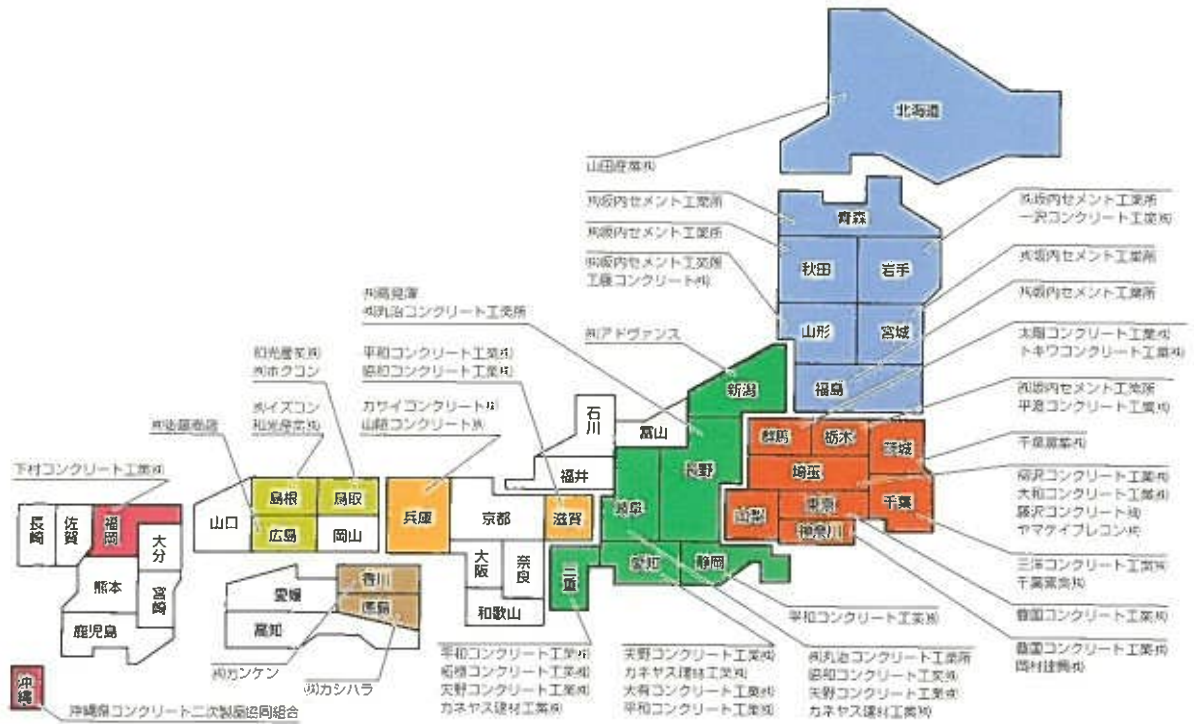 北海道
山田産業㈱
㈱坂内セメント工業所
青森
㈱坂内セメント工業所
一沢コンクリート工業㈱
㈱坂内セメント工業所
秋田
岩手
㈱坂内セメント工業所
㈱坂内セメント工業所
工藤コンクリート㈱
㈱坂内セメント工業所
㈱高見澤
㈱丸治コンクリート工業所
山形
宮城
㈱アドヴァンス
太陽コンクリート工業㈱
トキワコンクリート工業㈱
和光産業㈱
㈱ホクコン
平和コンクリート工業㈱
昭和コンクリート工業㈱
新潟
福島
㈱坂内セメント工業所
㈱イズコン
和光産業㈱
カサイコンクリート
山陽コンクリート
石川
富山
群馬
栃木
茨城
千葉窯業㈱
下村コンクリート工業㈱
福井
長野
埼玉
柳沢コンクリート工業㈱
大和コンクリート工業㈱
藤沢コンクリート㈱
ヤマケイプレコン㈱
島根
鳥取
兵庫
京都
滋賀
岐阜
山梨
東京
千葉
神奈川
長崎
佐賀
福岡
大分
山口
広島
岡山
熊本
宮崎
大阪
奈良
三重
愛知
静岡
三洋コンクリート工業㈱
千葉窯業㈱
愛媛
香川
徳島
和歌山
平和コンクリート工業㈱
豊国コンクリート工業㈱
鹿児島
高知
豊国コンクリート工業㈱
岡村建興㈱
㈱カンケン
㈱カシハラ
平和コンクリート工業㈱
コンクリート工業㈱
天野コンクリート工業㈱
カネヤス建材工業㈱
天野コンクリート工業㈱
カネヤス建材工業㈱
大有コンクリート工業㈱
平和コンクリート工業㈱
㈱丸治コンクリート工業所
昭和コンクリート工業㈱
天野コンクリート工業㈱
カネヤス建材工業㈱
沖縄
沖縄県コンクリート二次製品協同組合